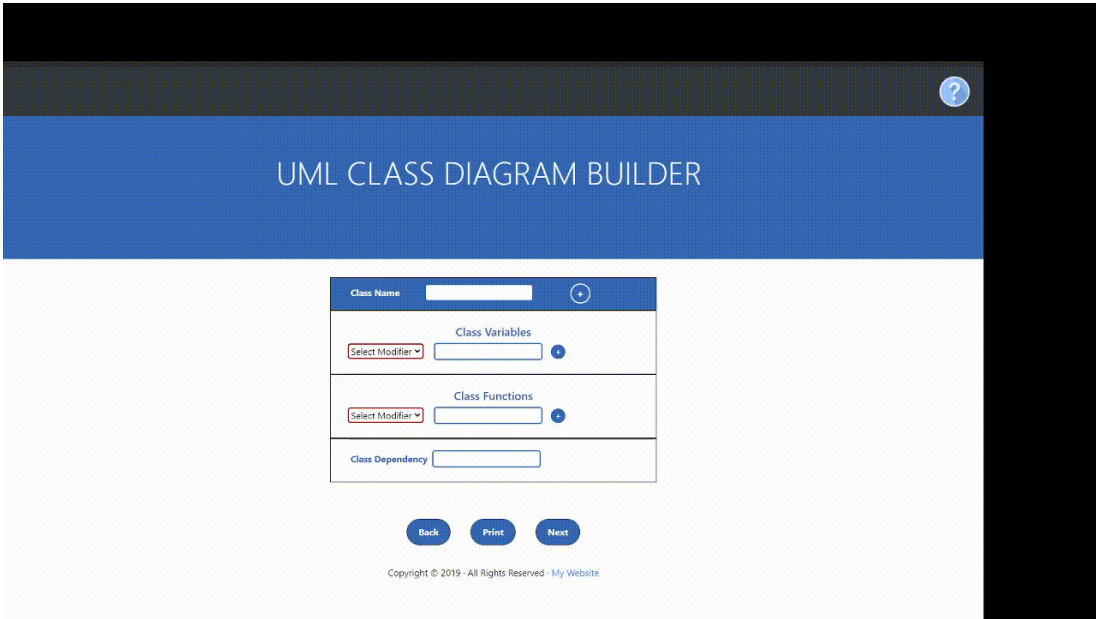 ?
UML CLASS DIAGRAM BUILDER
Class Name +
Class Variables
Select Modifier +
Class Functions
Select Modifier +
Class Dependency
Back Print Next
Copyright © 2019 - All Rights Reserved - My Website